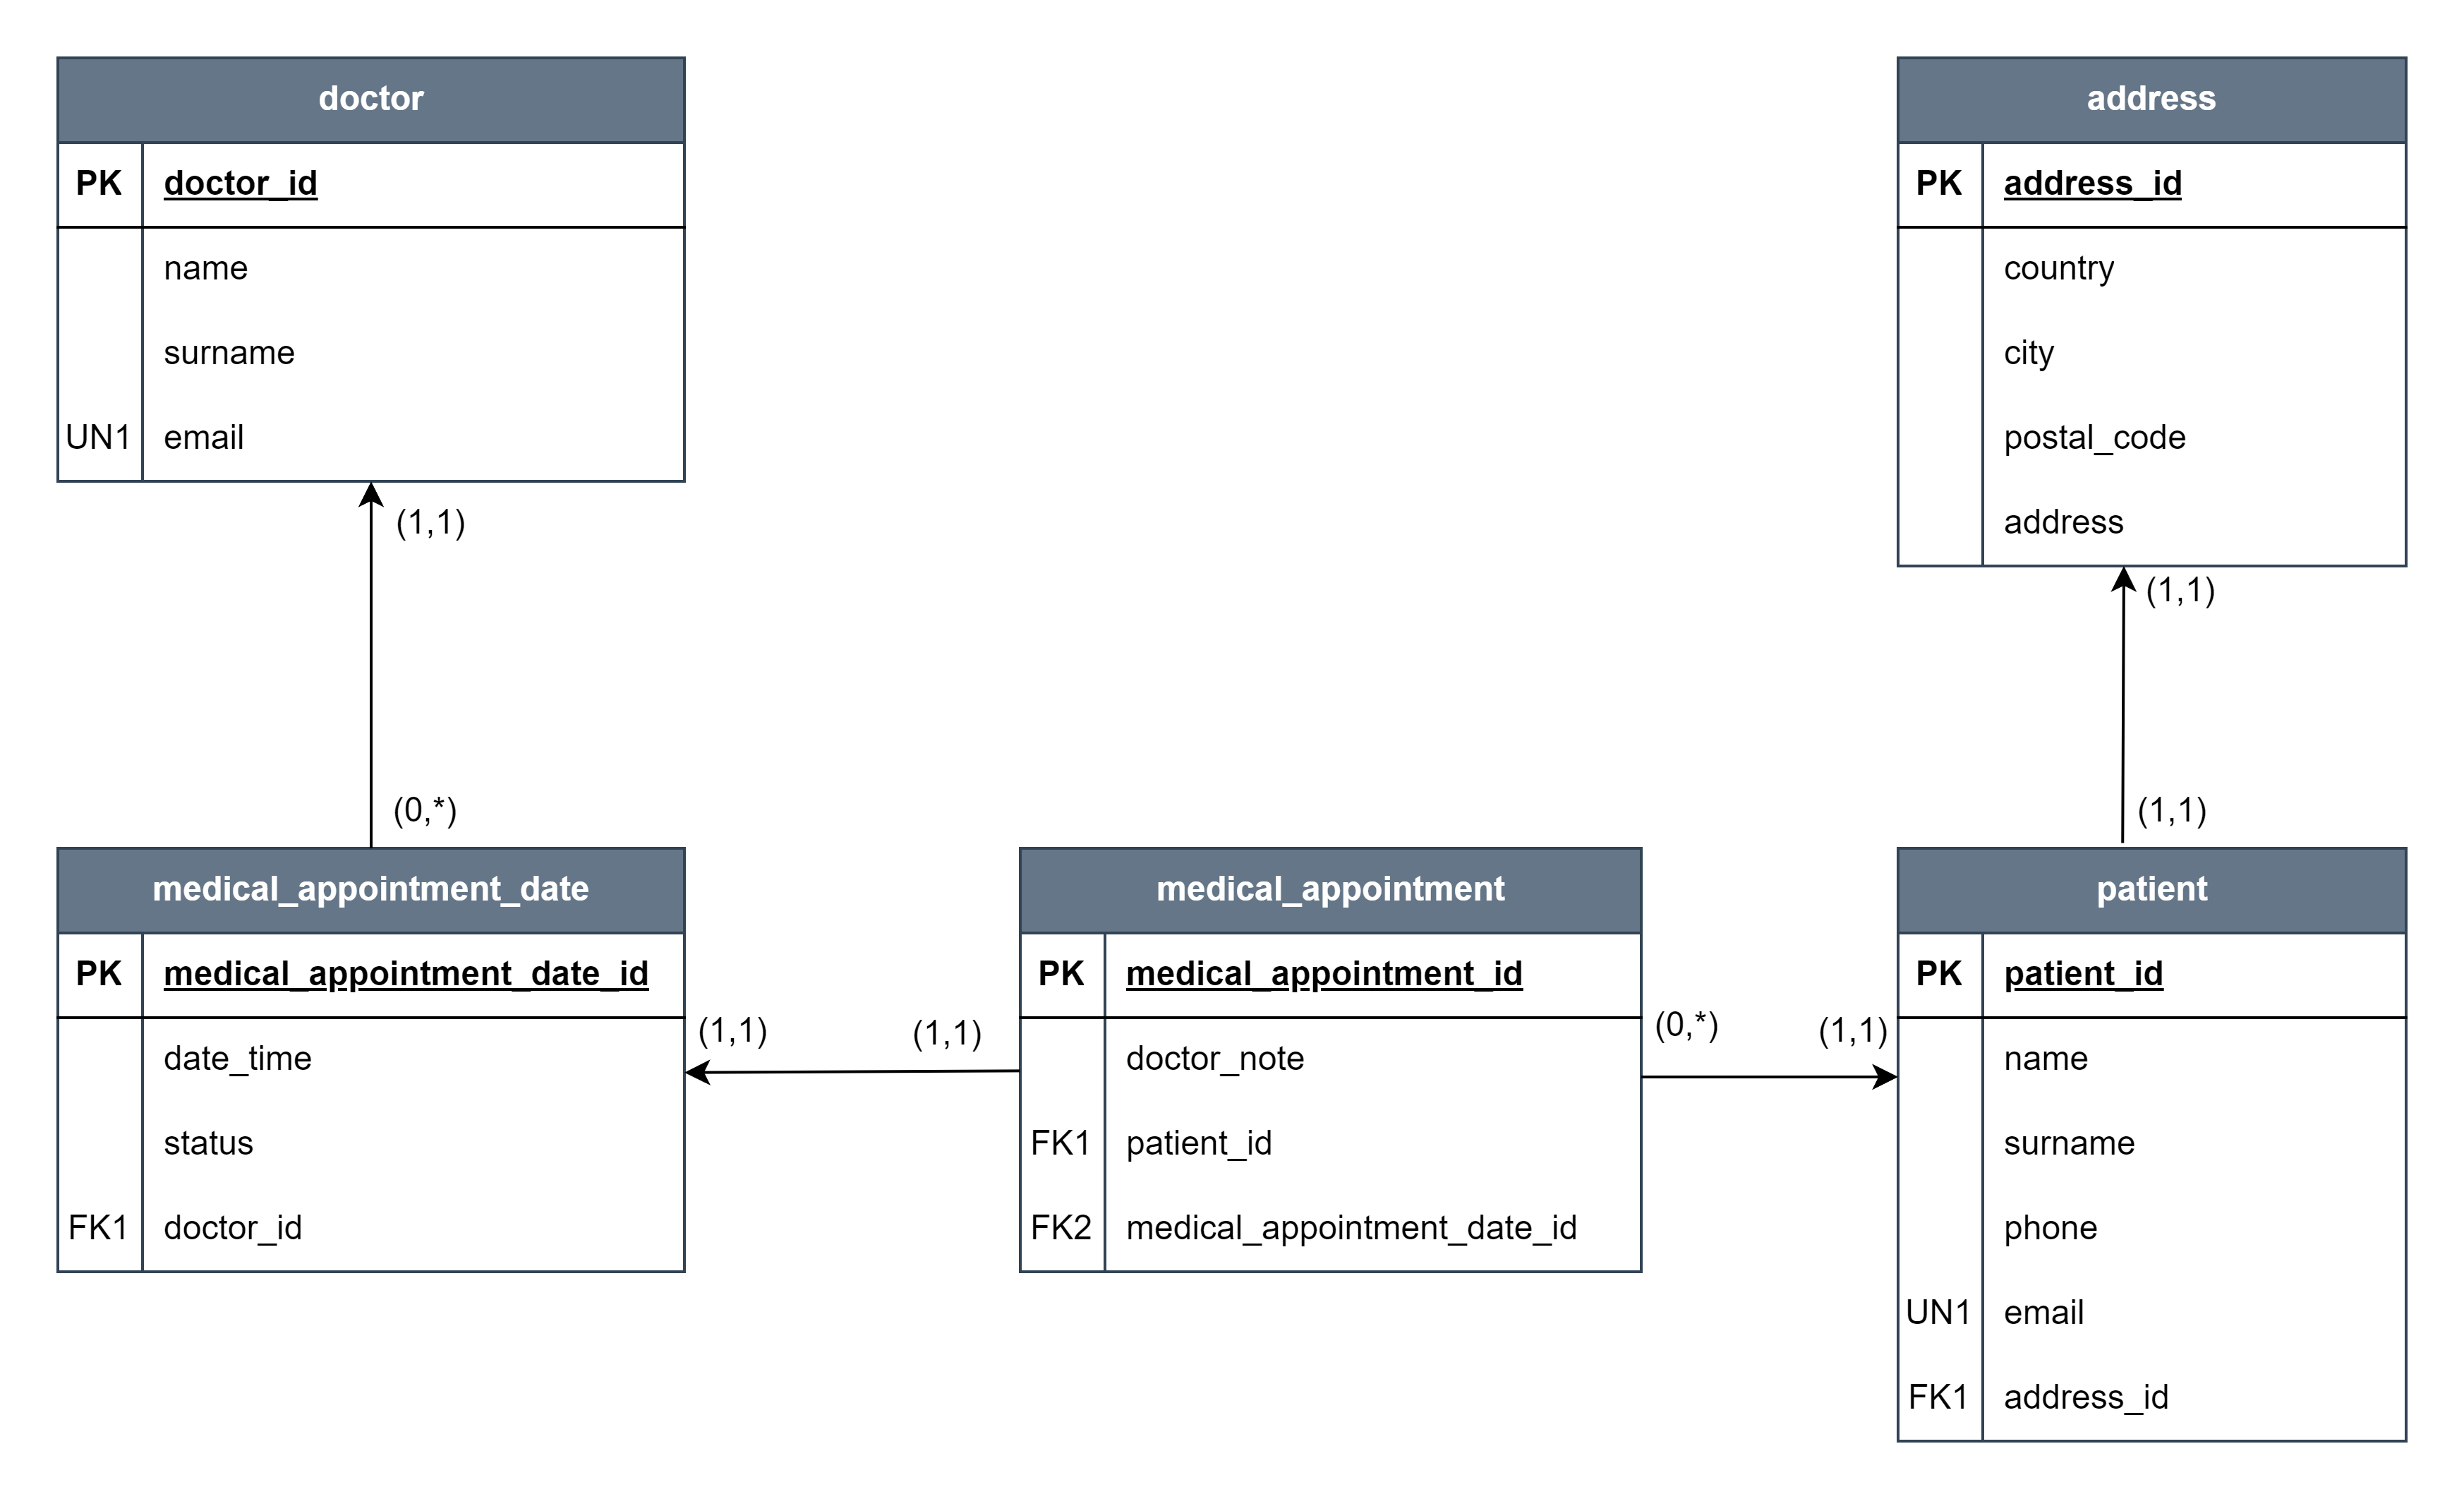 doctor
PK doctor_id
name
surname
UN1 email
(1,1)
(0,*)
address
PK address_id
country
city
postal_code
address
(1,1)
(1,1)
medical_appointment_date
PK medical_appointment_date_id
date_time
status
FK1 doctor_id
(1,1)
(1,1)
medical_appointment
PK medical_appointment_id
doctor_note
FK1 patient_id
FK2 medical_appointment_date_id
(0,*)
(1,1)
patient
PK patient_id
name
surname
phone
UN1 email
FK1 address_id